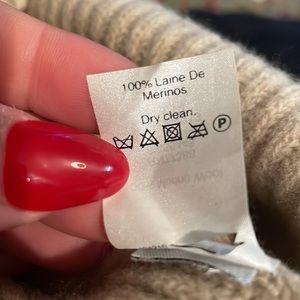 100% Laine De
Merinos
Dry clean.
P